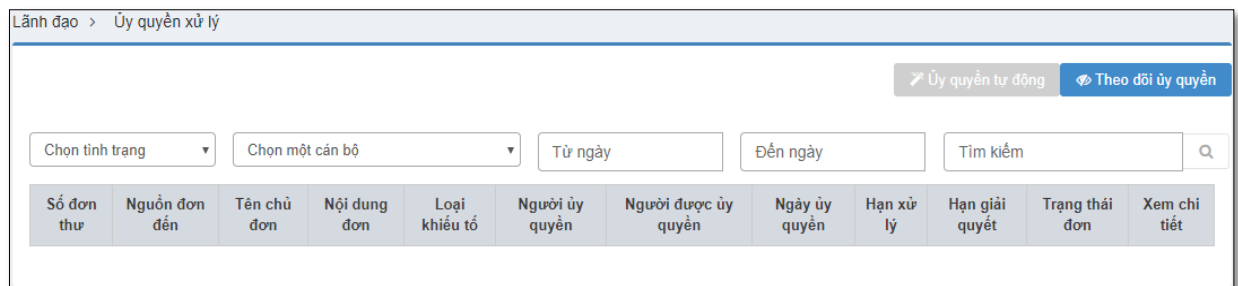 Lãnh đạo > Ủy quyền xử lý
Ủy quyền tự động Theo dõi ủy quyền
Chọn tình trạng Chọn một cán bộ Từ ngày Đến ngày Tìm kiếm
Số đơn thư Nguồn đơn đến Tên chủ đơn Nội dung đơn Loại khiếu tố Người ủy quyền Người được ủy quyền Ngày ủy quyền Hạn xử lý Hạn giải quyết Trạng thái đơn Xem chi tiết